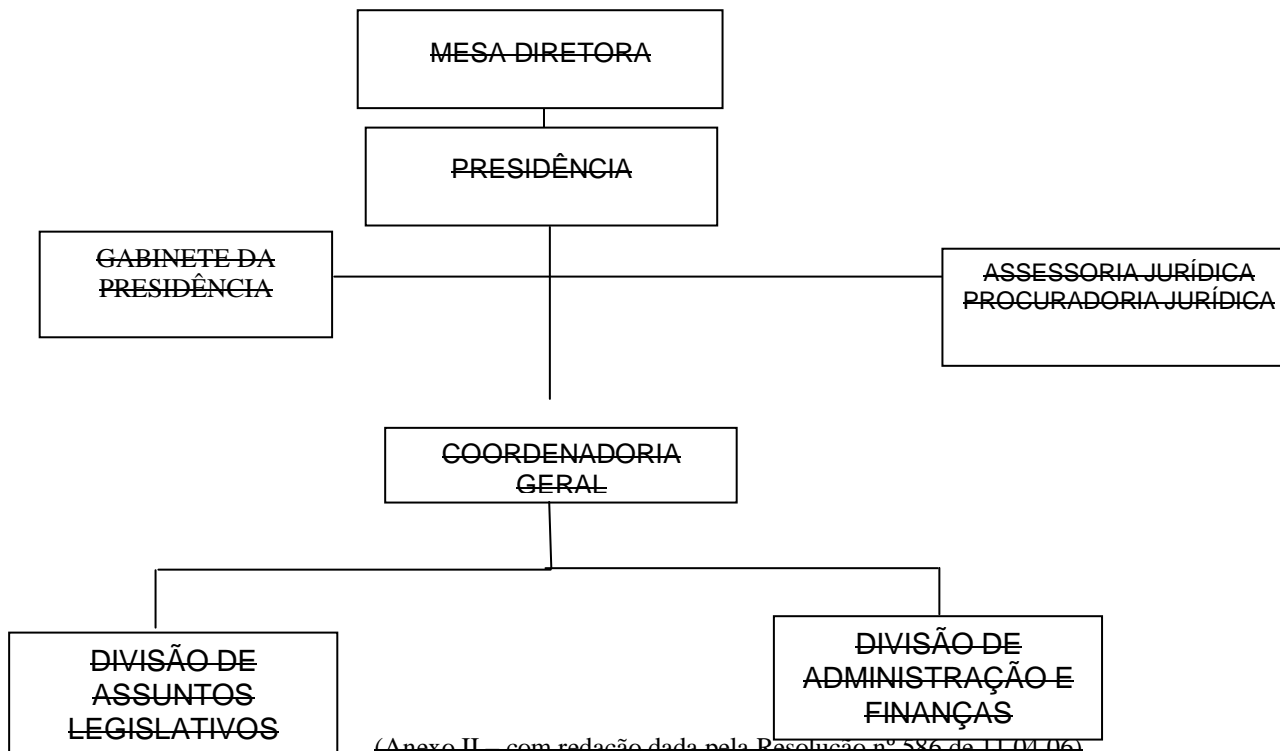 MESA DIRETORA
PRESIDÊNCIA
GABINETE DA
PRESIDÊNCIA
ASSESSORIA JURÍDICA
PROCURADORIA JURÍDICA
COORDENADORIA
GERAL
DIVISÃO DE
ASSUNTOS
LEGISLATIVOS
DIVISÃO DE
ADMINISTRAÇÃO E
FINANÇAS
(Anexo II – com redação dada pela Resolução nº 586 de 11.04.06)